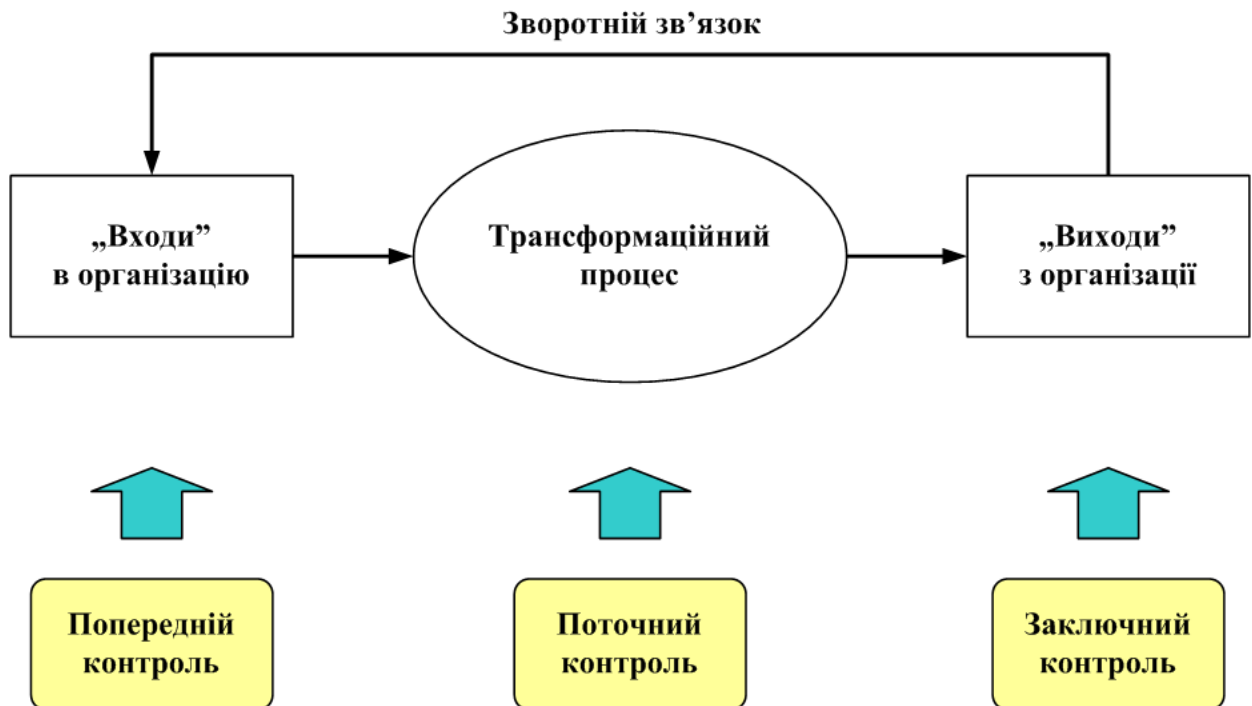 Зворотній зв’язок
„Входи”
в організацію
Трансформаційний
процес
„Виходи”
з організації
Попередній
контроль
Поточний
контроль
Заключний
контроль